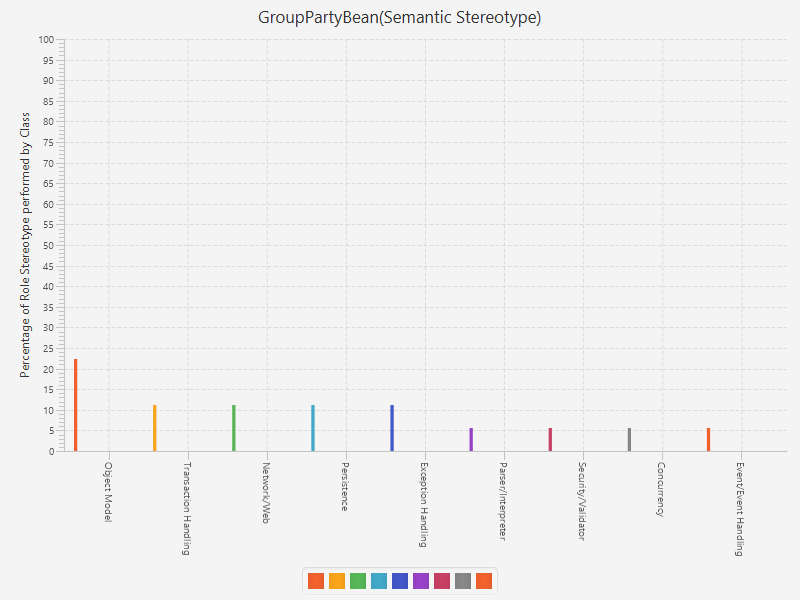 GroupPartyBean(Semantic Stereotype)
Percentage of Role Stereotype performed by Class
100
95
90
85
80
75
70
65
60
55
50
45
40
35
30
25
20
15
10
5
0
Object Model
Transaction Handling
Network/Web
Persistence
Exception Handling
Parser/Interpreter
Security/Validator
Concurrency
Event/Event Handling